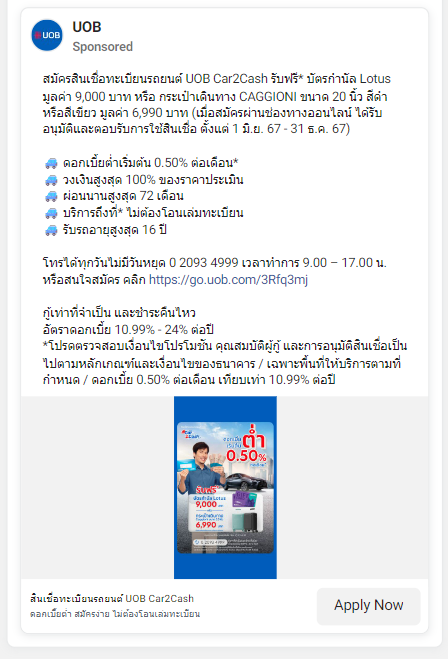 UOB
Sponsored
สมัครสินเชื่อทะเบียนรถยนต์ UOB Car2Cash รับฟรี* บัตรกำนัล Lotus
มูลค่า 9,000 บาท หรือ กระเป๋าเดินทาง CAGGIONI ขนาด 20 นิ้ว สีดำ
หรือสีเขียว มูลค่า 6,990 บาท (เมื่อสมัครผ่านช่องทางออนไลน์ ได้รับ
อนุมัติและตอบรับการใช้สินเชื่อ ตั้งแต่ 1 มิ.ย. 67 - 31 ธ.ค. 67)
🚙 ดอกเบี้ยต่ำเริ่มต้น 0.50% ต่อเดือน*
🚙 วงเงินสูงสุด 100% ของราคาประเมิน
🚙 ผ่อนนานสูงสุด 72 เดือน
🚙 บริการถึงที่* ไม่ต้องโอนเล่มทะเบียน
🚙 รับรถอายุสูงสุด 16 ปี
โทรได้ทุกวันไม่มีวันหยุด 0 2093 4999 เวลาทำการ 9.00 – 17.00 น.
หรือสนใจสมัคร คลิก https://go.uob.com/3Rfq3mj
กู้เท่าที่จำเป็น และชำระคืนไหว
อัตราดอกเบี้ย 10.99% - 24% ต่อปี
*โปรดตรวจสอบเงื่อนไขโปรโมชัน คุณสมบัติผู้กู้ และการอนุมัติสินเชื่อเป็น
ไปตามหลักเกณฑ์และเงื่อนไขของธนาคาร / เฉพาะพื้นที่ให้บริการตามที่
กำหนด / ดอกเบี้ย 0.50% ต่อเดือน เทียบเท่า 10.99% ต่อปี
ดอกเบี้ย
เริ่มต้น
ต่ำ
0.50%
รับฟรี
บัตรกำนัล Lotus
9,000
6,990
0 2093 4999
สินเชื่อทะเบียนรถยนต์ UOB Car2Cash
ดอกเบี้ยต่ำ สมัครง่าย ไม่ต้องโอนเล่มทะเบียน
Apply Now